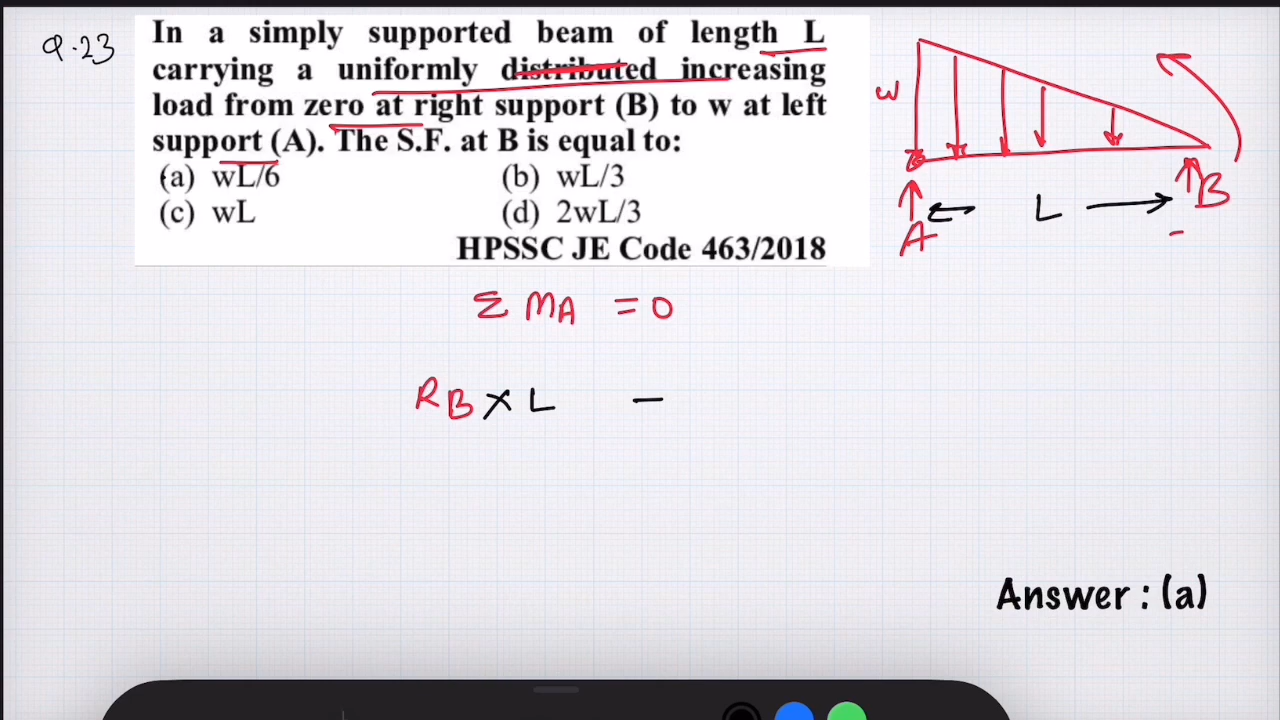 Q.23
In a simply supported beam of length L
carrying a uniformly distributed increasing
load from zero at right support (B) to w at left
support (A). The S.F. at B is equal to:
(a) wL/6 (b) wL/3
(c) wL (d) 2wL/3
HPSSC JE Code 463/2018
w
L
A
B
Σ MA = 0
RB × L –
Answer : (a)